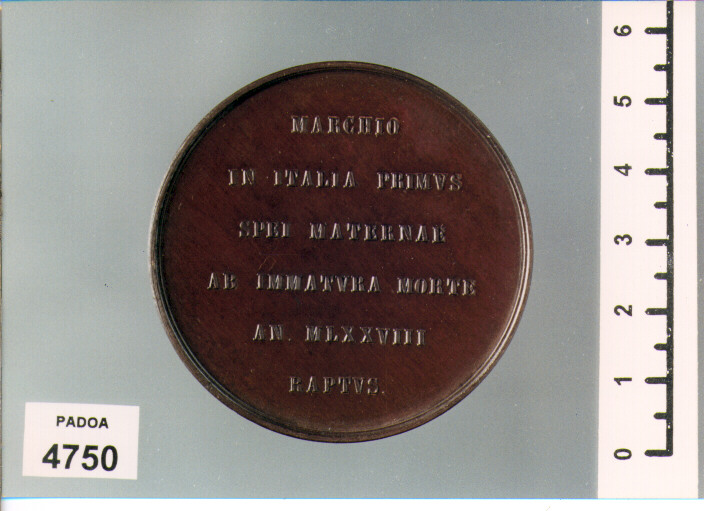 MARCHIO
IN ITALIA PRIMVS
SPEI MATERNAE
AB IMMATVRA MORTE
AN. MLXXVIII
RAPTVS.
PADOA
4750
6
5
4
3
2
1
0